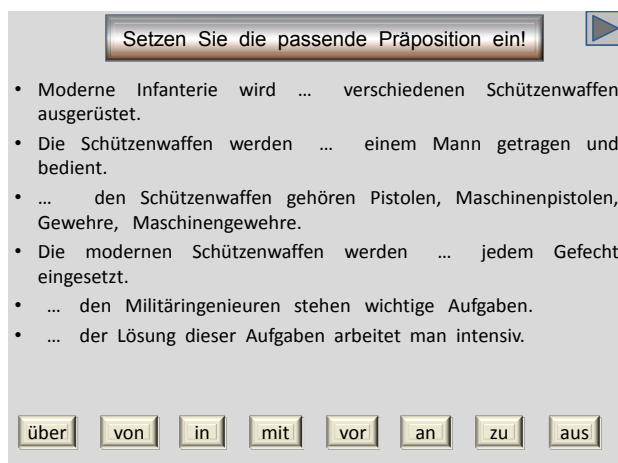 Setzen Sie die passende Präposition ein!
• Moderne Infanterie wird … verschiedenen Schützenwaffen
ausgerüstet.
• Die Schützenwaffen werden … einem Mann getragen und
bedient.
• … den Schützenwaffen gehören Pistolen, Maschinenpistolen,
Gewehre, Maschinengewehre.
• Die modernen Schützenwaffen werden … jedem Gefecht
eingesetzt.
• … den Militäringenieuren stehen wichtige Aufgaben.
• … der Lösung dieser Aufgaben arbeitet man intensiv.
über von in mit vor an zu aus